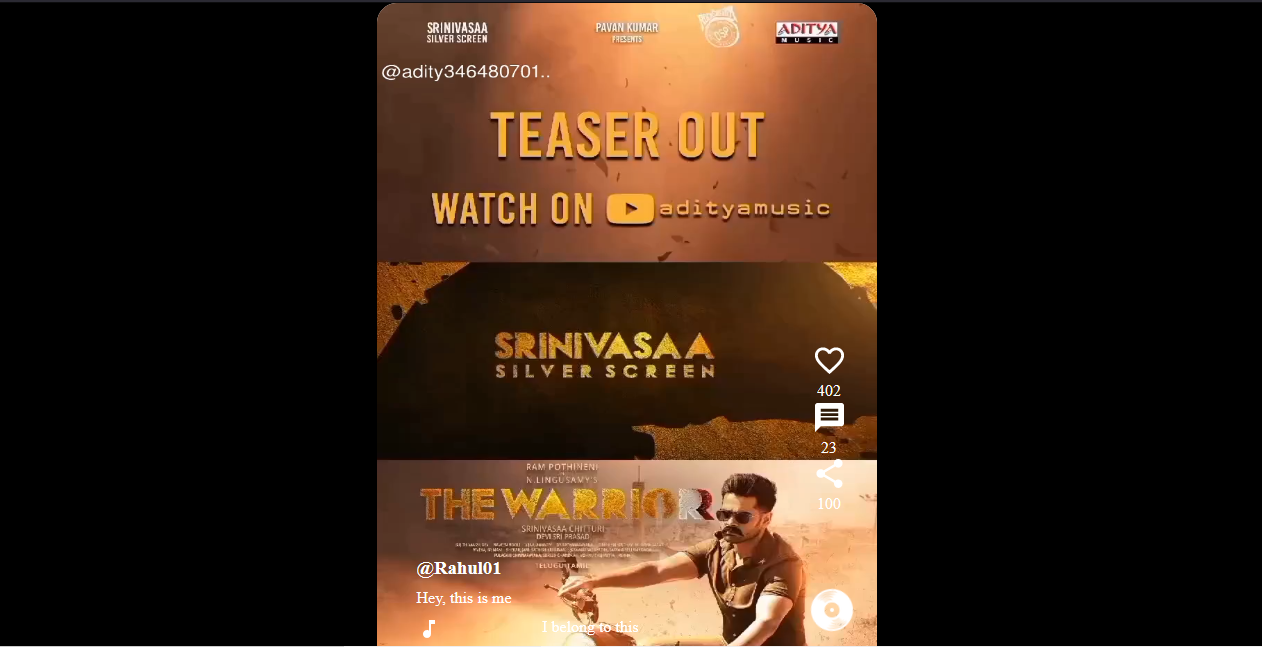 SRINIVASAA
SILVER SCREEN
PAVAN KUMAR
PRESENTS
ADITYA
MUSIC
@adity346480701..
TEASER OUT
WATCH ON adityamusic
SRINIVASAA
SILVER SCREEN
402
23
100
RAM POTHINENI
N.LINGUSAMY'S
THE WARRIOR
SRINIVASAA CHITTURI
DEVI SRI PRASAD
TELUGU TAMIL
@Rahul01
Hey, this is me
I belong to this